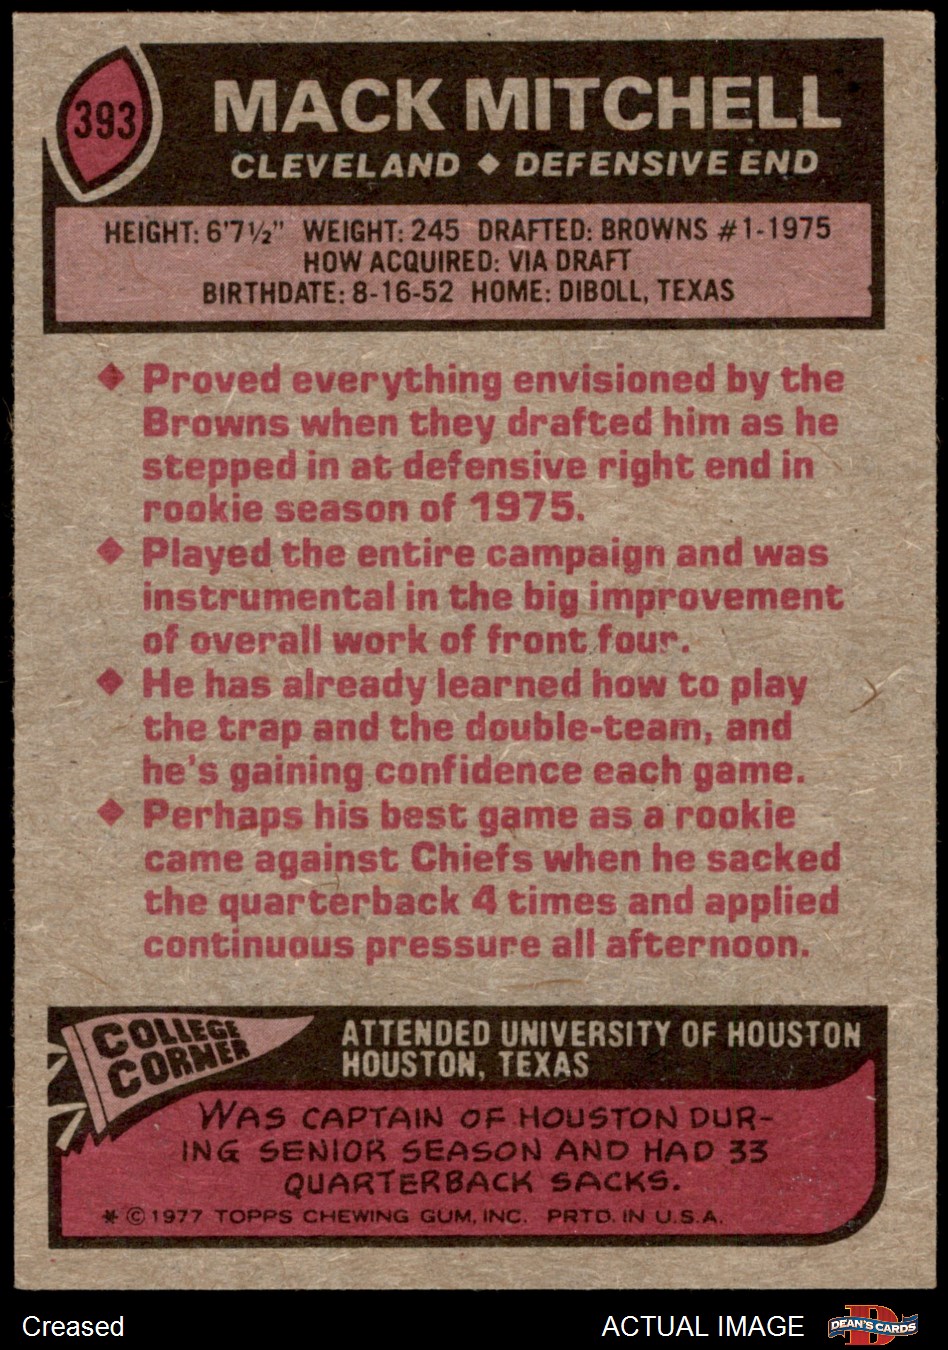 393
MACK MITCHELL
CLEVELAND ◆ DEFENSIVE END
HEIGHT: 6'7½" WEIGHT: 245 DRAFTED: BROWNS #1-1975
HOW ACQUIRED: VIA DRAFT
BIRTHDATE: 8-16-52 HOME: DIBOLL, TEXAS
◆ Proved everything envisioned by the
Browns when they drafted him as he
stepped in at defensive right end in
rookie season of 1975.
◆ Played the entire campaign and was
instrumental in the big improvement
of overall work of front four.
◆ He has already learned how to play
the trap and the double-team, and
he's gaining confidence each game.
◆ Perhaps his best game as a rookie
came against Chiefs when he sacked
the quarterback 4 times and applied
continuous pressure all afternoon.
COLLEGE
CORNER
ATTENDED UNIVERSITY OF HOUSTON
HOUSTON, TEXAS
WAS CAPTAIN OF HOUSTON DUR-
ING SENIOR SEASON AND HAD 33
QUARTERBACK SACKS.
* © 1977 TOPPS CHEWING GUM, INC. PRTD. IN U.S.A.
Creased
ACTUAL IMAGE
DEAN'S CARDS